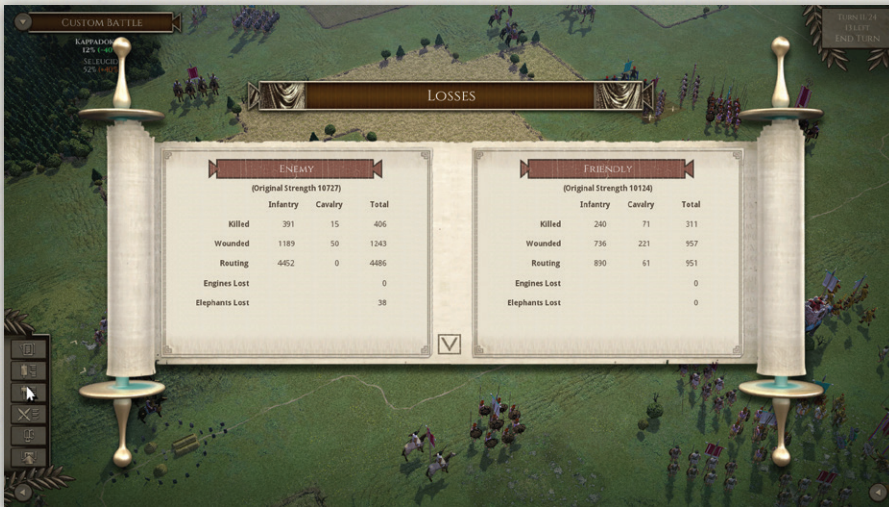 CUSTOM BATTLE
12%
SELEUCID
52%
TURN 11: 24
END TURN
LOSSES
ENEMY
(Original Strength 10727)
Infantry Cavalry Total
Killed 391 15 406
Wounded 1189 50 1243
Routing 4452 0 4486
Engines Lost 0
Elephants Lost 38
FRIENDLY
(Original Strength 10124)
Infantry Cavalry Total
Killed 240 71 311
Wounded 736 221 957
Routing 890 61 951
Engines Lost 0
Elephants Lost 0